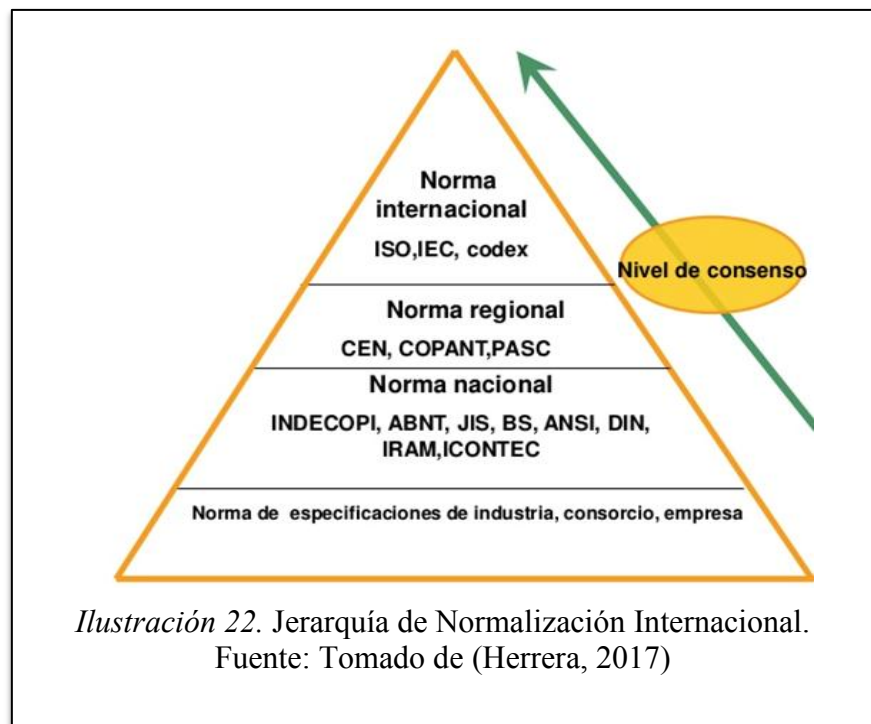 Norma
internacional
ISO,IEC, codex
Nivel de consenso
Norma regional
CEN, COPANT,PASC
Norma nacional
INDECOPI, ABNT, JIS, BS, ANSI, DIN,
IRAM,ICONTEC
Norma de especificaciones de industria, consorcio, empresa
Ilustración 22. Jerarquía de Normalización Internacional.
Fuente: Tomado de (Herrera, 2017)